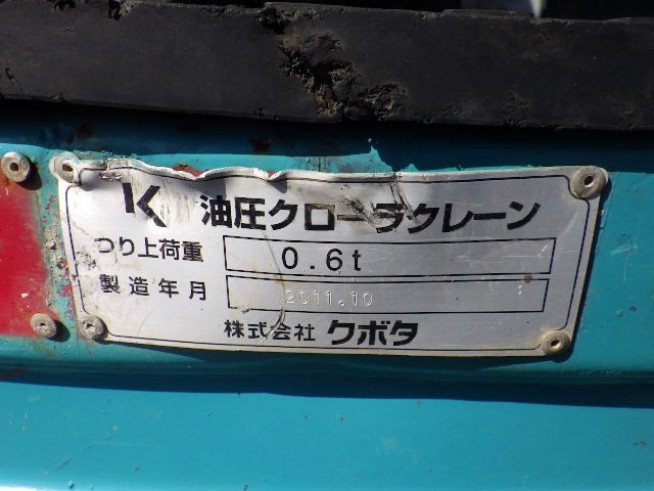 K 油圧クローラクレーン
つり上荷重 0.6t
製造年月 2011.10
株式会社 クボタ